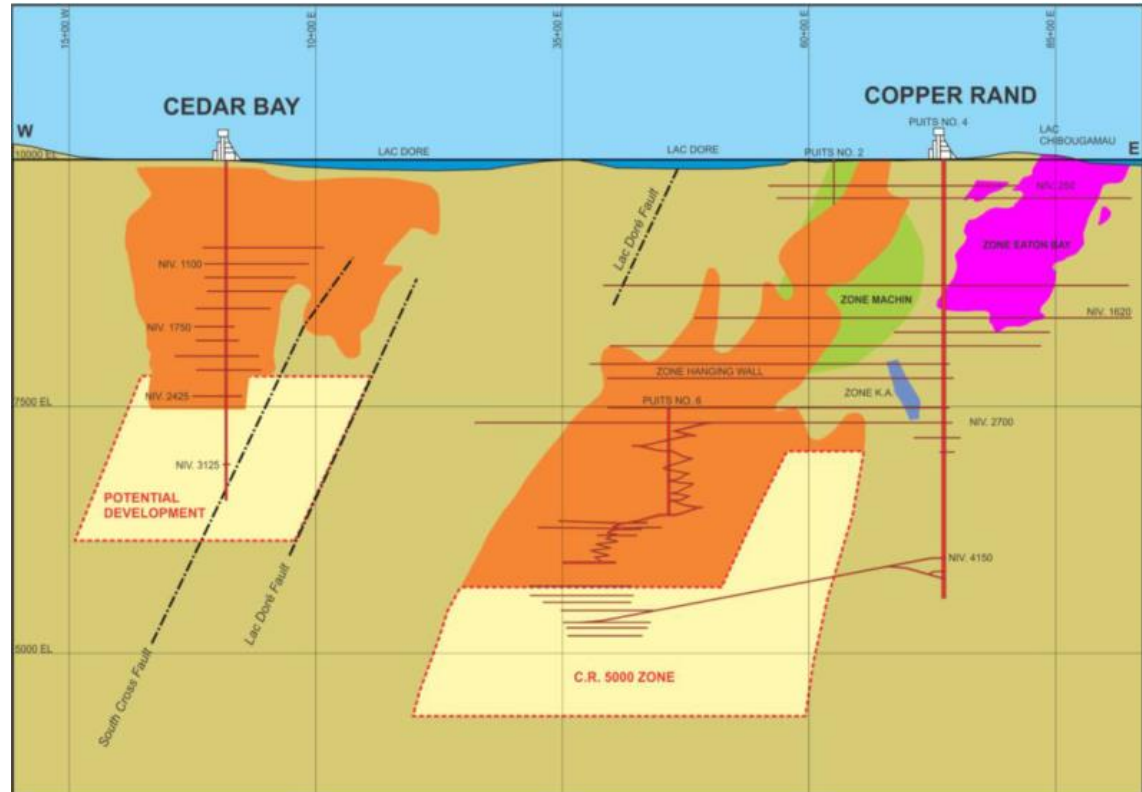 15+00 W
10+00 E
35+00 E
60+00 E
85+00 E
CEDAR BAY
COPPER RAND
PUITS NO. 4
W
LAC
CHIBOUGAMAU
E
10000 EL
LAC DORE
LAC DORE
PUITS NO. 2
NIV. 250
Lac Doré Fault
ZONE EATON BAY
NIV. 1100
ZONE MACHIN
NIV. 1620
NIV. 1750
ZONE HANGING WALL
ZONE K.A.
NIV. 2425
7500 EL
PUITS NO. 6
NIV. 2700
NIV. 3125
POTENTIAL
DEVELOPMENT
NIV. 4150
South Cross Fault
Lac Doré Fault
5000 EL
C.R. 5000 ZONE